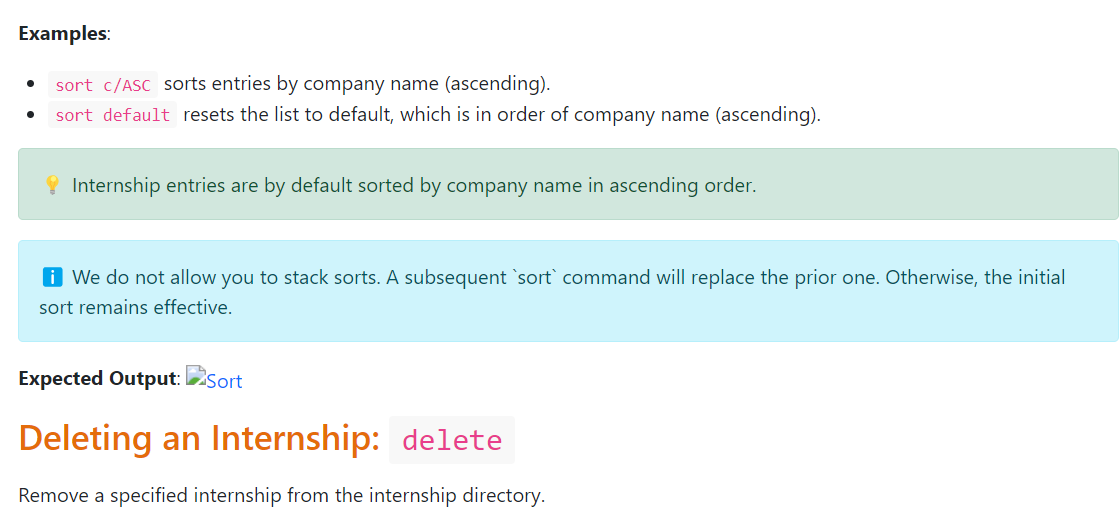 Examples:
sort c/ASC sorts entries by company name (ascending).
sort default resets the list to default, which is in order of company name (ascending).
Internship entries are by default sorted by company name in ascending order.
We do not allow you to stack sorts. A subsequent `sort` command will replace the prior one. Otherwise, the initial
sort remains effective.
Expected Output: Sort
Deleting an Internship: delete
Remove a specified internship from the internship directory.